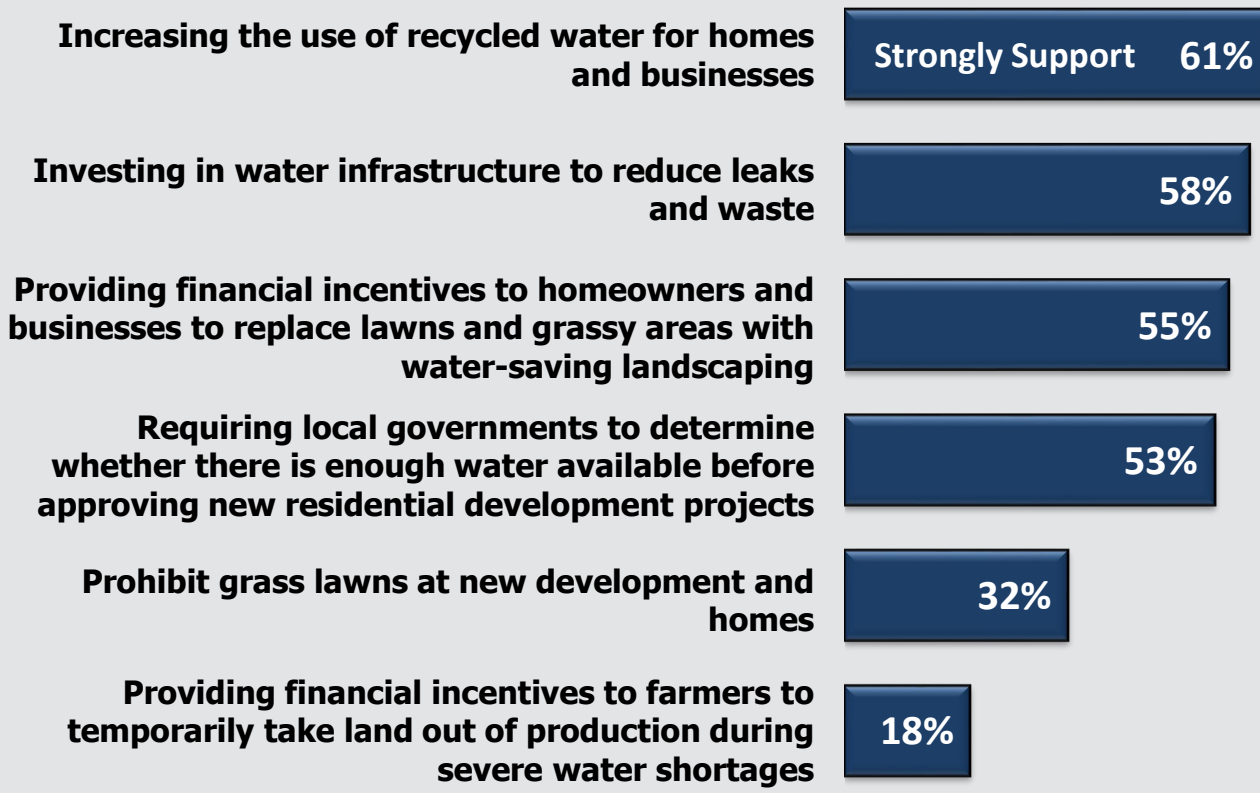 Increasing the use of recycled water for homes
and businesses
Strongly Support 61%
Investing in water infrastructure to reduce leaks
and waste
58%
Providing financial incentives to homeowners and
businesses to replace lawns and grassy areas with
water-saving landscaping
55%
Requiring local governments to determine
whether there is enough water available before
approving new residential development projects
53%
Prohibit grass lawns at new development and
homes
32%
Providing financial incentives to farmers to
temporarily take land out of production during
severe water shortages
18%